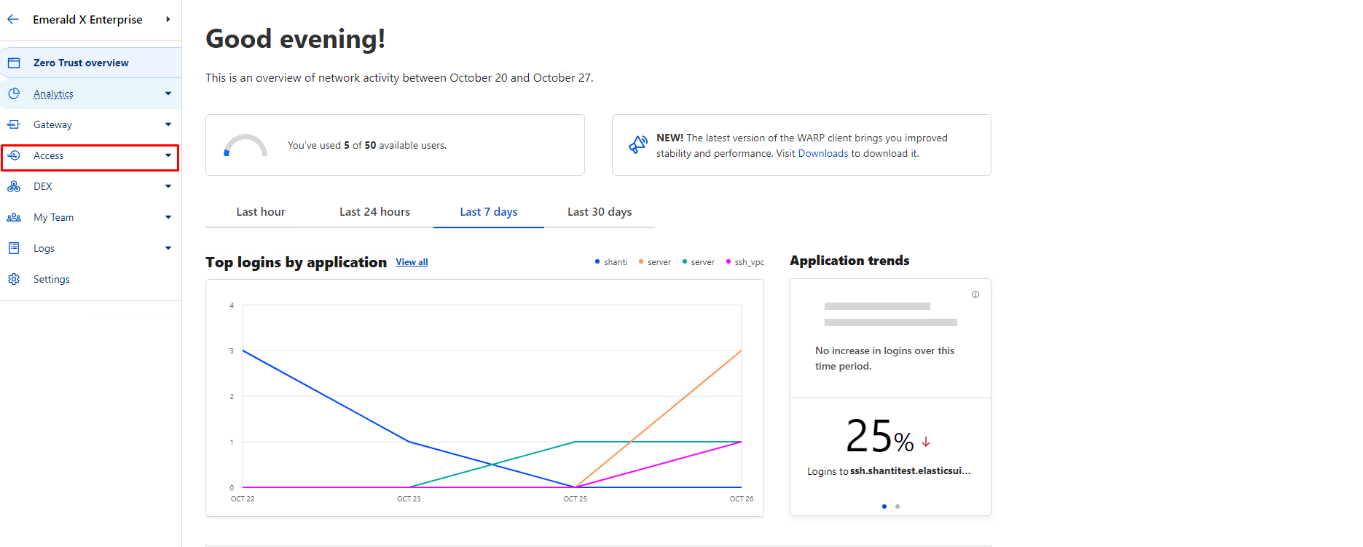 Emerald X Enterprise
Zero Trust overview
Analytics
Gateway
Access
DEX
My Team
Logs
Settings
Good evening!
This is an overview of network activity between October 20 and October 27.
You've used 5 of 50 available users.
NEW! The latest version of the WARP client brings you improved
stability and performance. Visit Downloads to download it.
Last hour Last 24 hours Last 7 days Last 30 days
Top logins by application View all
shanti server server ssh_vpc
4
3
2
1
0
OCT 22 OCT 23 OCT 25 OCT 26
Application trends
No increase in logins over this
time period.
25%
Logins to ssh.shantitest.elasticsui...